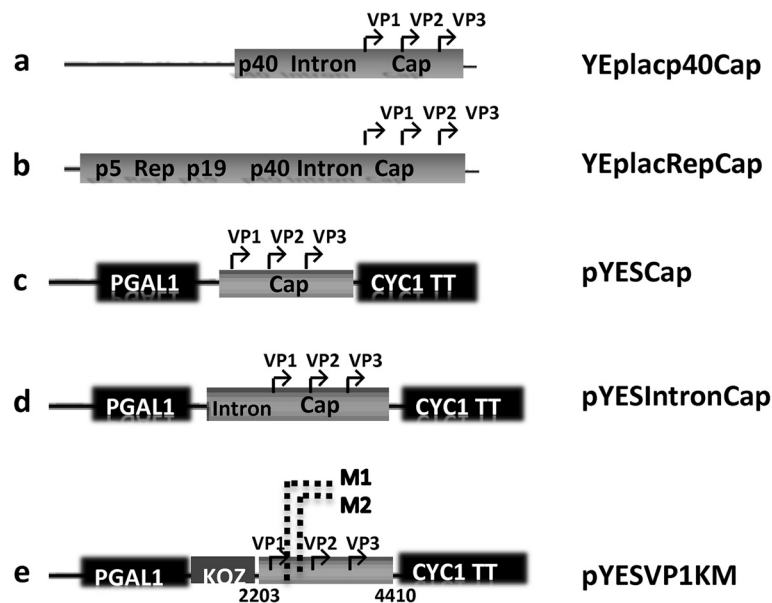 VP1 VP2 VP3
a p40 Intron Cap YEplacp40Cap
VP1 VP2 VP3
b p5 Rep p19 p40 Intron Cap YEplacRepCap
VP1 VP2 VP3
c PGAL1 Cap CYC1 TT pYESCap
VP1 VP2 VP3
d PGAL1 Intron Cap CYC1 TT pYESIntronCap
M1
M2
VP1 VP2 VP3
e PGAL1 KOZ CYC1 TT pYESVP1KM
2203 4410